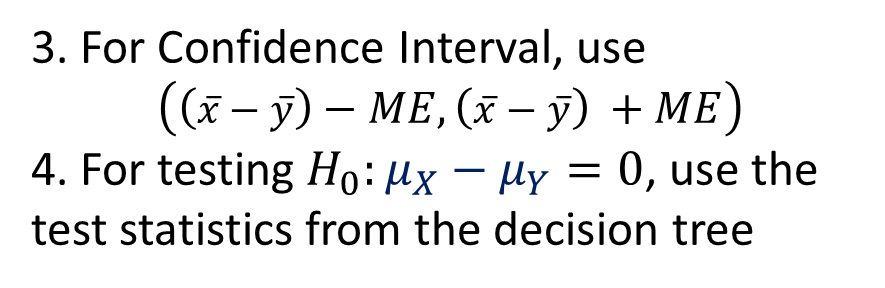 3. For Confidence Interval, use
((x̄ − ȳ) − ME, (x̄ − ȳ) + ME)
4. For testing H₀: μ_X − μ_Y = 0, use the
test statistics from the decision tree